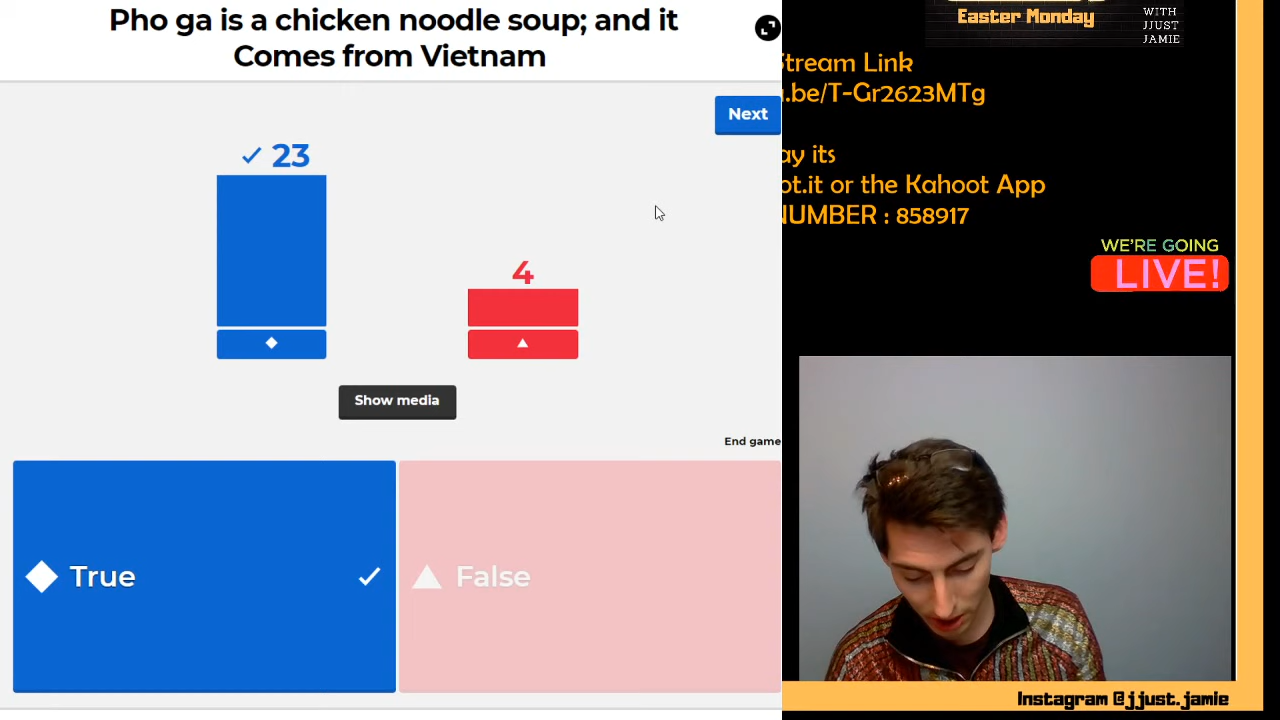 Pho ga is a chicken noodle soup; and it
Comes from Vietnam
Next
23
4
Show media
End game
True
False
Easter Monday
WITH
JJUST
JAMIE
Stream Link
.be/T-Gr2623MTg
ay its
ot.it or the Kahoot App
NUMBER : 858917
WE'RE GOING
LIVE!
Instagram @jjust.jamie